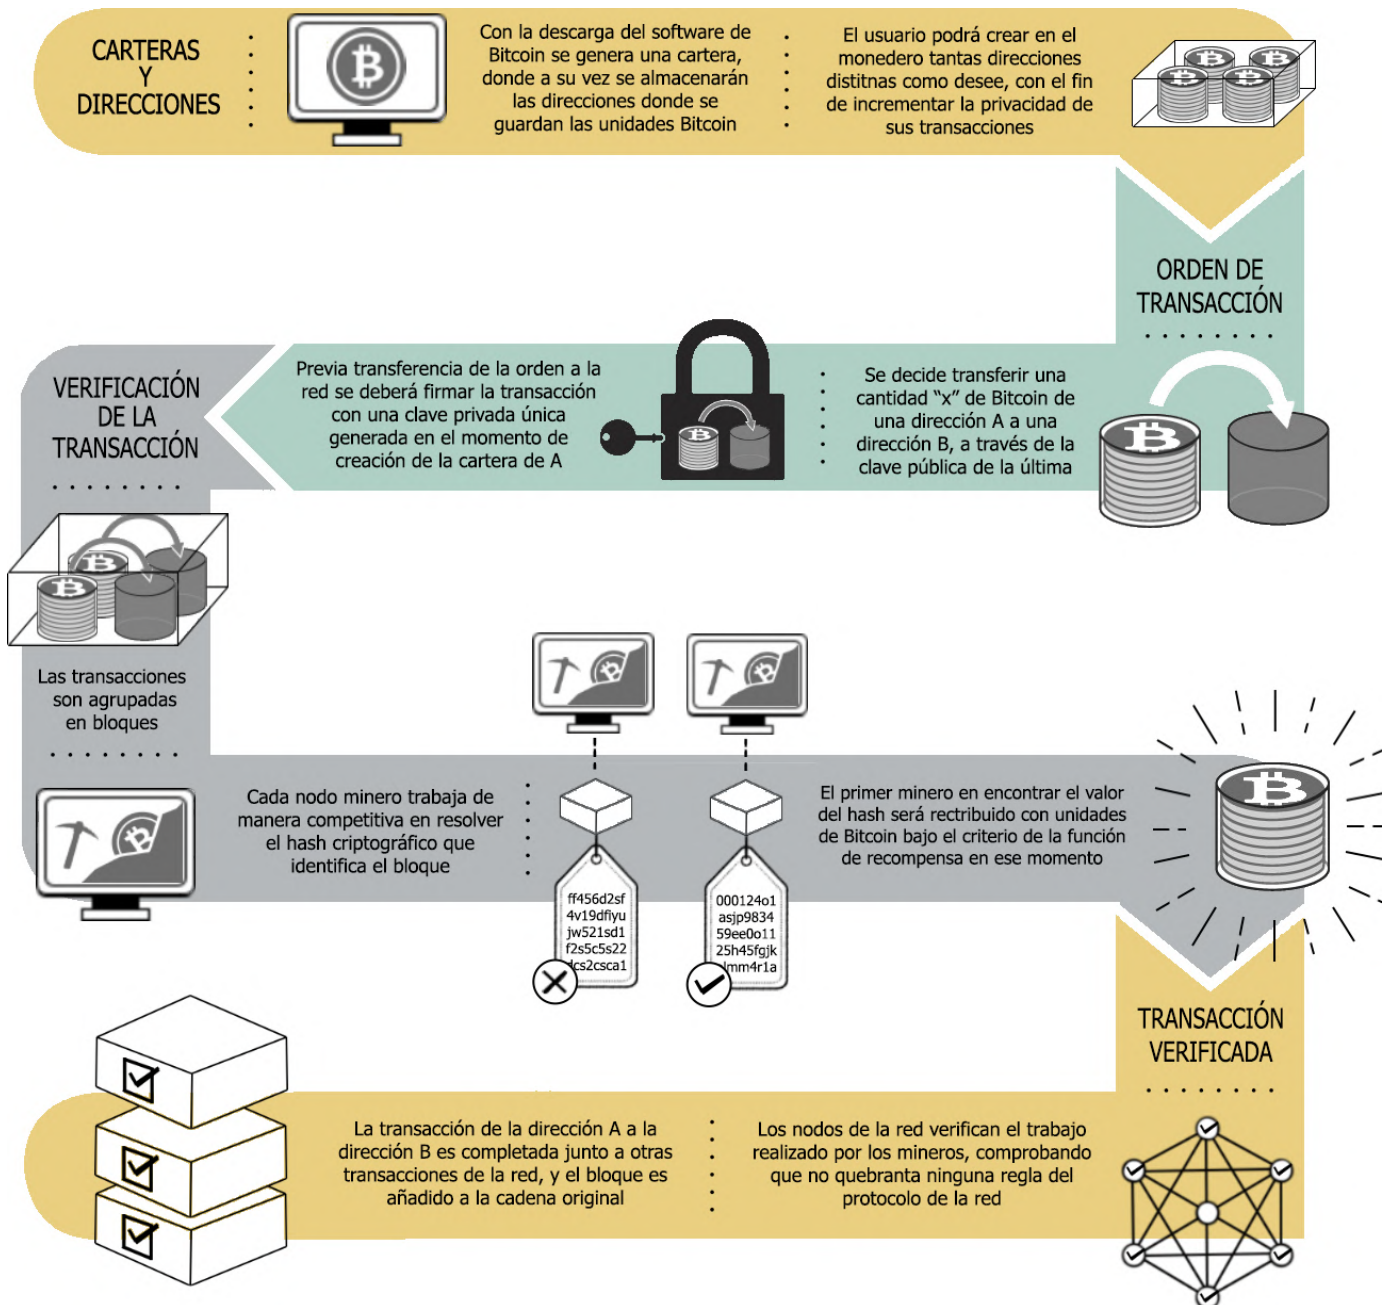 CARTERAS
Y
DIRECCIONES
Con la descarga del software de
Bitcoin se genera una cartera,
donde a su vez se almacenarán
las direcciones donde se
guardan las unidades Bitcoin
El usuario podrá crear en el
monedero tantas direcciones
distitnas como desee, con el fin
de incrementar la privacidad de
sus transacciones
ORDEN DE
TRANSACCIÓN
Se decide transferir una
cantidad “x” de Bitcoin de
una dirección A a una
dirección B, a través de la
clave pública de la última
Previa transferencia de la orden a la
red se deberá firmar la transacción
con una clave privada única
generada en el momento de
creación de la cartera de A
VERIFICACIÓN
DE LA
TRANSACCIÓN
Las transacciones
son agrupadas
en bloques
Cada nodo minero trabaja de
manera competitiva en resolver
el hash criptográfico que
identifica el bloque
ff456d2sf
4v19dfiyu
jw521sd1
f2s5c5s22
dcs2csca1
000124o1
asjp9834
59ee0o11
25h45fgjk
lmm4r1a
El primer minero en encontrar el valor
del hash será rectribuido con unidades
de Bitcoin bajo el criterio de la función
de recompensa en ese momento
TRANSACCIÓN
VERIFICADA
Los nodos de la red verifican el trabajo
realizado por los mineros, comprobando
que no quebranta ninguna regla del
protocolo de la red
La transacción de la dirección A a la
dirección B es completada junto a otras
transacciones de la red, y el bloque es
añadido a la cadena original